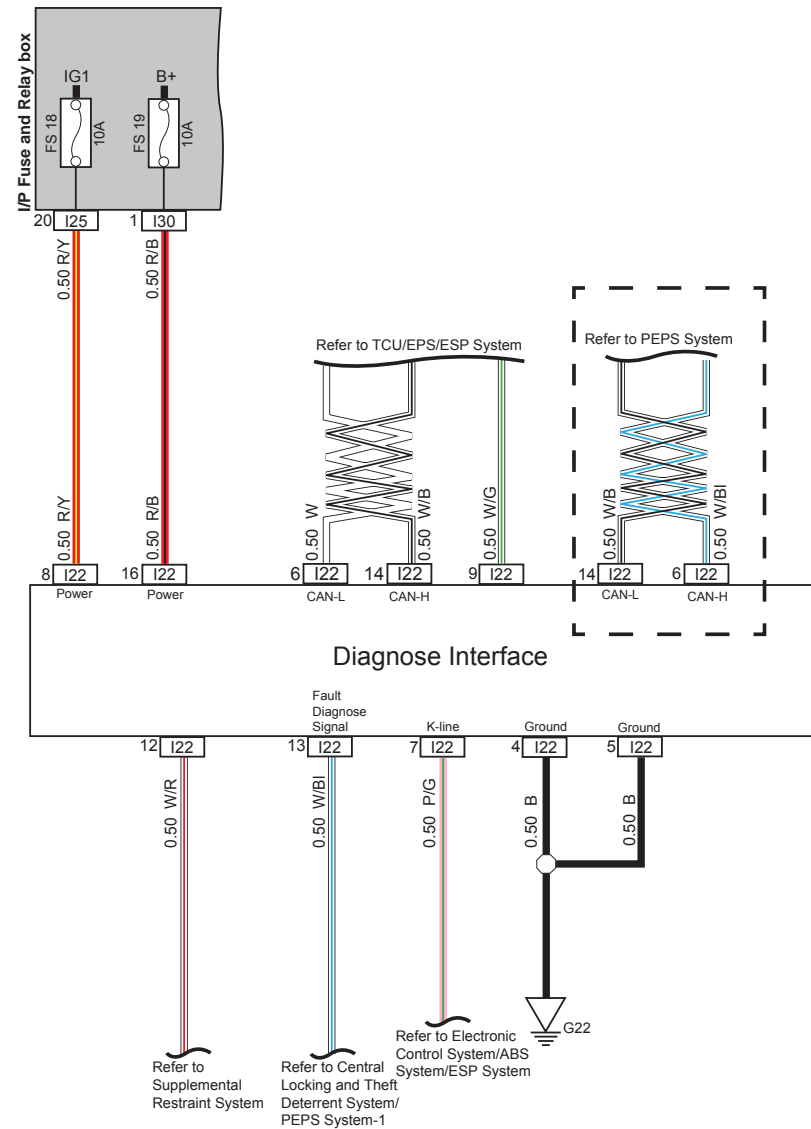 I/P Fuse and Relay box
IG1
B+
FS 18
10A
FS 19
10A
20
I25
1
I30
0.50 R/Y
0.50 R/B
Refer to TCU/EPS/ESP System
Refer to PEPS System
0.50 R/Y
0.50 R/B
0.50 W
0.50 W/B
0.50 W/G
0.50 W/B
0.50 W/Bl
8
I22
16
I22
6
I22
14
I22
9
I22
14
I22
6
I22
Power
Power
CAN-L
CAN-H
CAN-L
CAN-H
Diagnose Interface
Fault
Diagnose
Signal
K-line
Ground
Ground
12
I22
13
I22
7
I22
4
I22
5
I22
0.50 W/R
0.50 W/Bl
0.50 P/G
0.50 B
0.50 B
G22
Refer to
Supplemental
Restraint System
Refer to Central
Locking and Theft
Deterrent System/
PEPS System-1
Refer to Electronic
Control System/ABS
System/ESP System